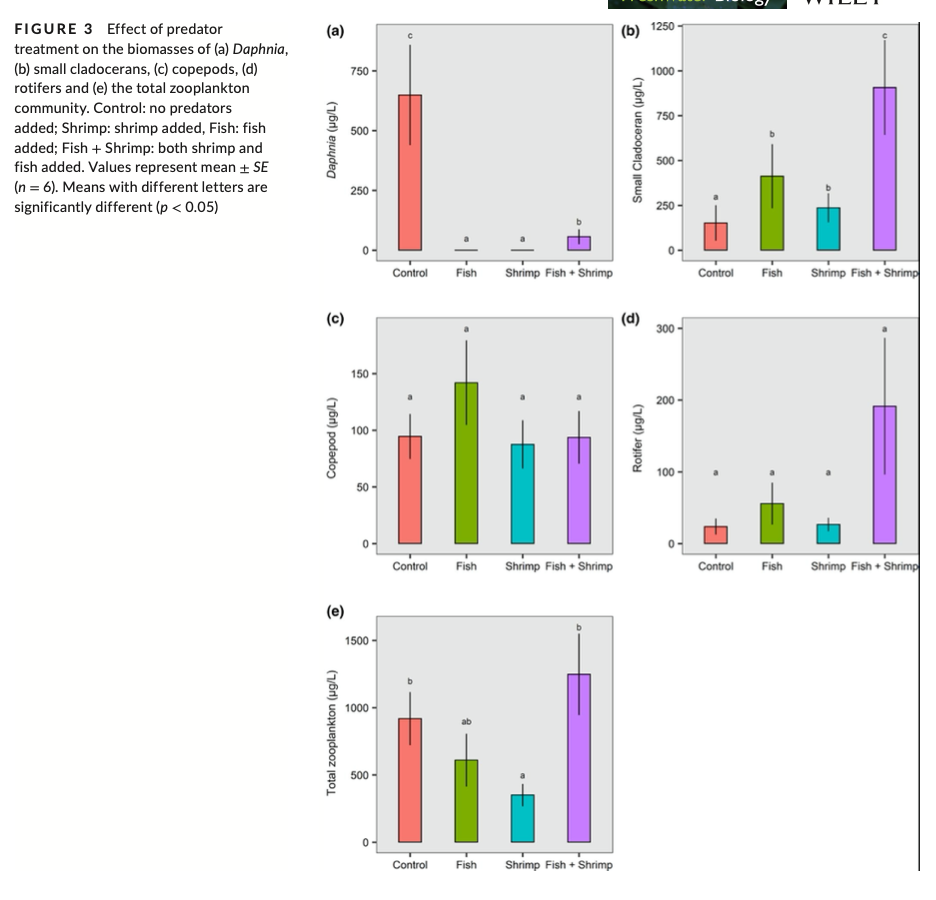 FIGURE 3 Effect of predator
treatment on the biomasses of (a) Daphnia,
(b) small cladocerans, (c) copepods, (d)
rotifers and (e) the total zooplankton
community. Control: no predators
added; Shrimp: shrimp added, Fish: fish
added; Fish + Shrimp: both shrimp and
fish added. Values represent mean ± SE
(n = 6). Means with different letters are
significantly different (p < 0.05)
(a)
Daphnia (µg/L)
750
500
250
0
c
a
a
b
Control Fish Shrimp Fish + Shrimp
(b)
Small Cladoceran (µg/L)
1250
1000
750
500
250
0
a
b
b
c
Control Fish Shrimp Fish + Shrimp
(c)
Copepod (µg/L)
150
100
50
0
a
a
a
a
Control Fish Shrimp Fish + Shrimp
(d)
Rotifer (µg/L)
300
200
100
0
a
a
a
a
Control Fish Shrimp Fish + Shrimp
(e)
Total zooplankton (µg/L)
1500
1000
500
0
b
ab
a
b
Control Fish Shrimp Fish + Shrimp